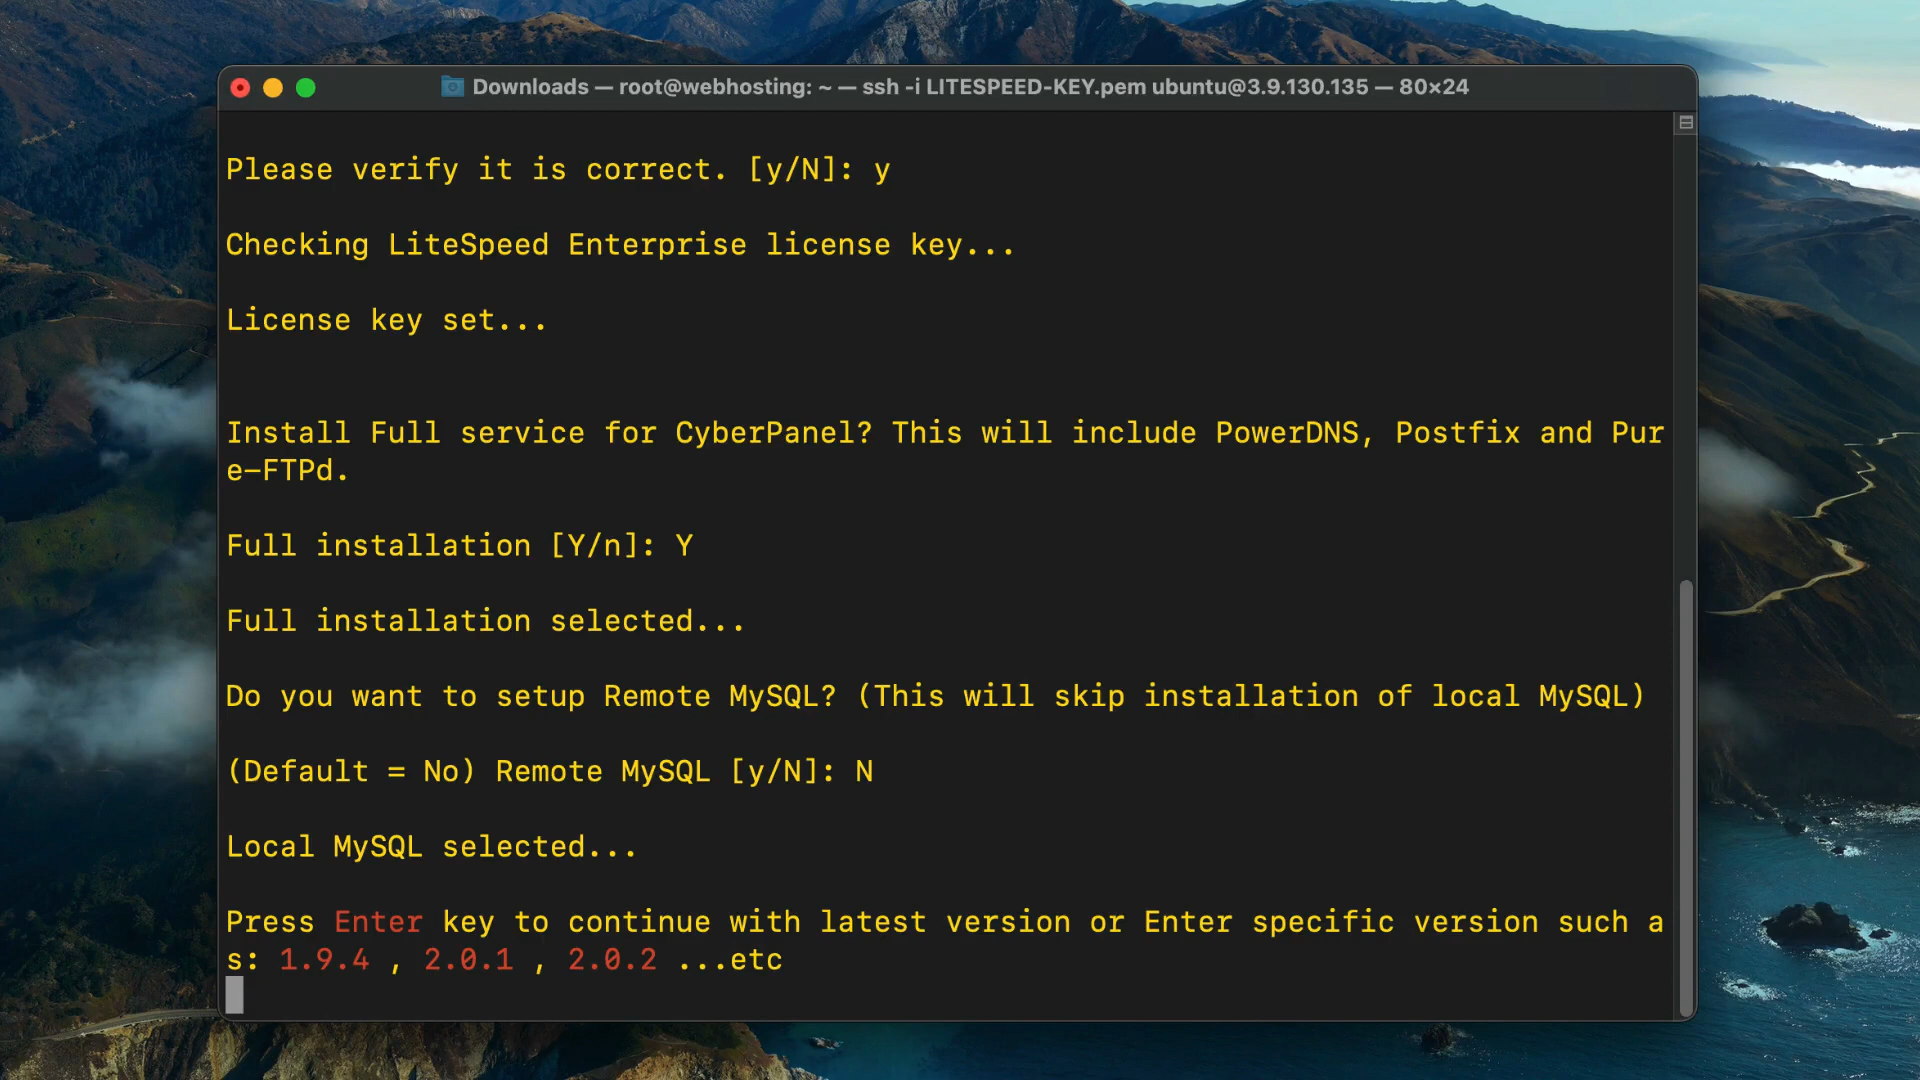 Downloads — root@webhosting: ~ — ssh -i LITESPEED-KEY.pem ubuntu@3.9.130.135 — 80×24
Please verify it is correct. [y/N]: y
Checking LiteSpeed Enterprise license key...
License key set...
Install Full service for CyberPanel? This will include PowerDNS, Postfix and Pur
e-FTPd.
Full installation [Y/n]: Y
Full installation selected...
Do you want to setup Remote MySQL? (This will skip installation of local MySQL)
(Default = No) Remote MySQL [y/N]: N
Local MySQL selected...
Press Enter key to continue with latest version or Enter specific version such a
s: 1.9.4 , 2.0.1 , 2.0.2 ...etc